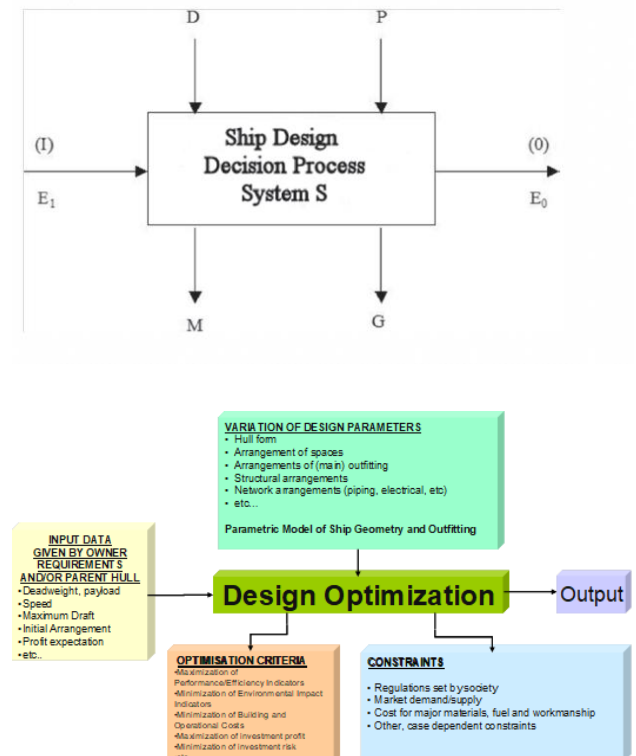 D P
(I) Ship Design (0)
Decision Process
E1 System S E0
M G
VARIATION OF DESIGN PARAMETERS
• Hull form
• Arrangement of spaces
• Arrangements of (main) outfitting
• Structural arrangements
• Network arrangements (piping, electrical, etc)
• etc...
Parametric Model of Ship Geometry and Outfitting
INPUT DATA
GIVEN BY OWNER
REQUIREMENTS
AND/OR PARENT HULL
•Deadweight, payload
•Speed
•Maximum Draft
•Initial Arrangement
•Profit expectation
•etc..
Design Optimization
Output
OPTIMISATION CRITERIA
•Maximization of
Performance/Efficiency Indicators
•Minimization of Environmental Impact
Indicators
•Minimization of Building and
Operational Costs
•Maximization of investment profit
•Minimization of investment risk
CONSTRAINTS
• Regulations set by society
• Market demand/supply
• Cost for major materials, fuel and workmanship
• Other, case dependent constraints